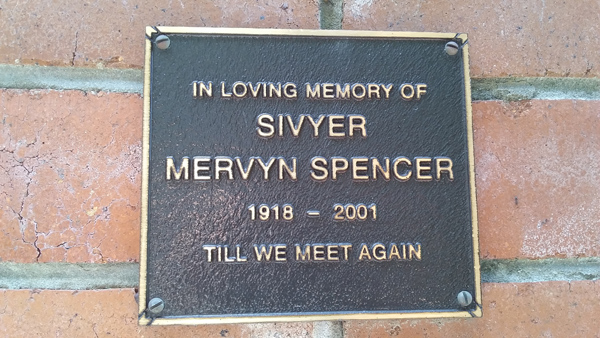 IN LOVING MEMORY OF
SIVYER
MERVYN SPENCER
1918 - 2001
TILL WE MEET AGAIN